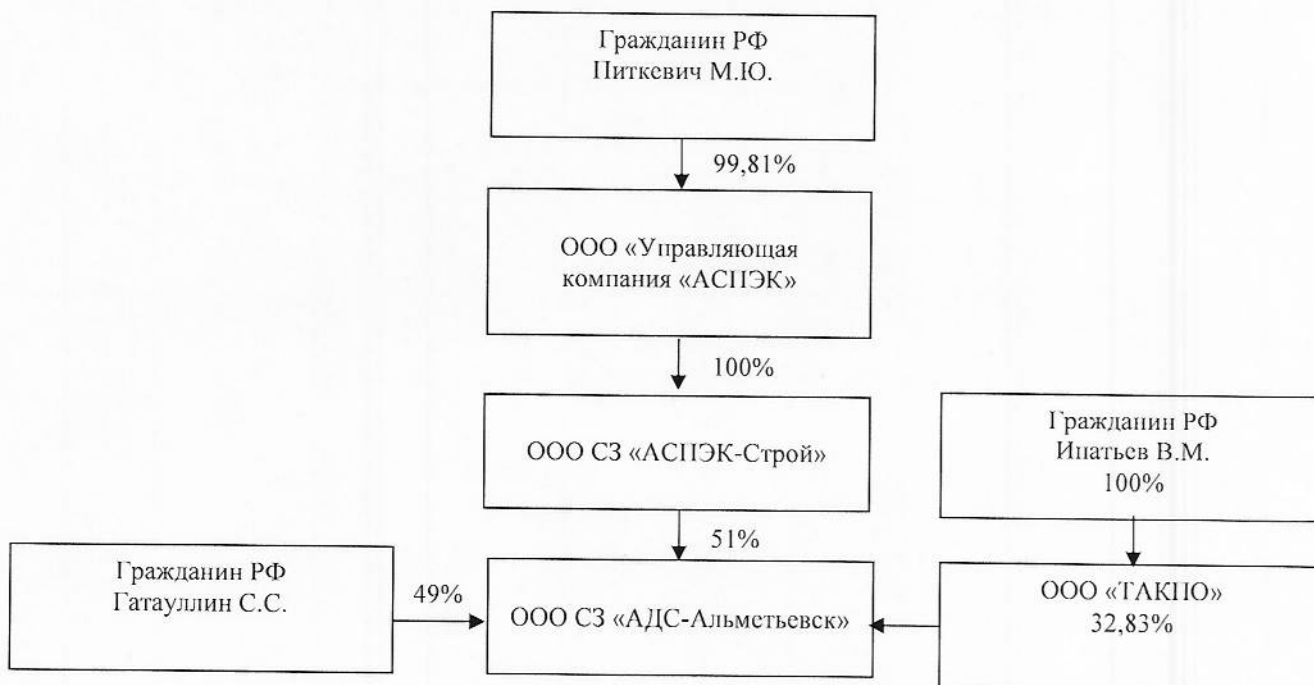 Гражданин РФ
Питкевич М.Ю.
99,81%
ООО «Управляющая
компания «АСПЭК»
100%
ООО СЗ «АСПЭК-Строй»
Гражданин РФ
Ипатьев В.М.
100%
51%
Гражданин РФ
Гатауллин С.С.
49%
ООО СЗ «АДС-Альметьевск»
ООО «ТАКПО»
32,83%